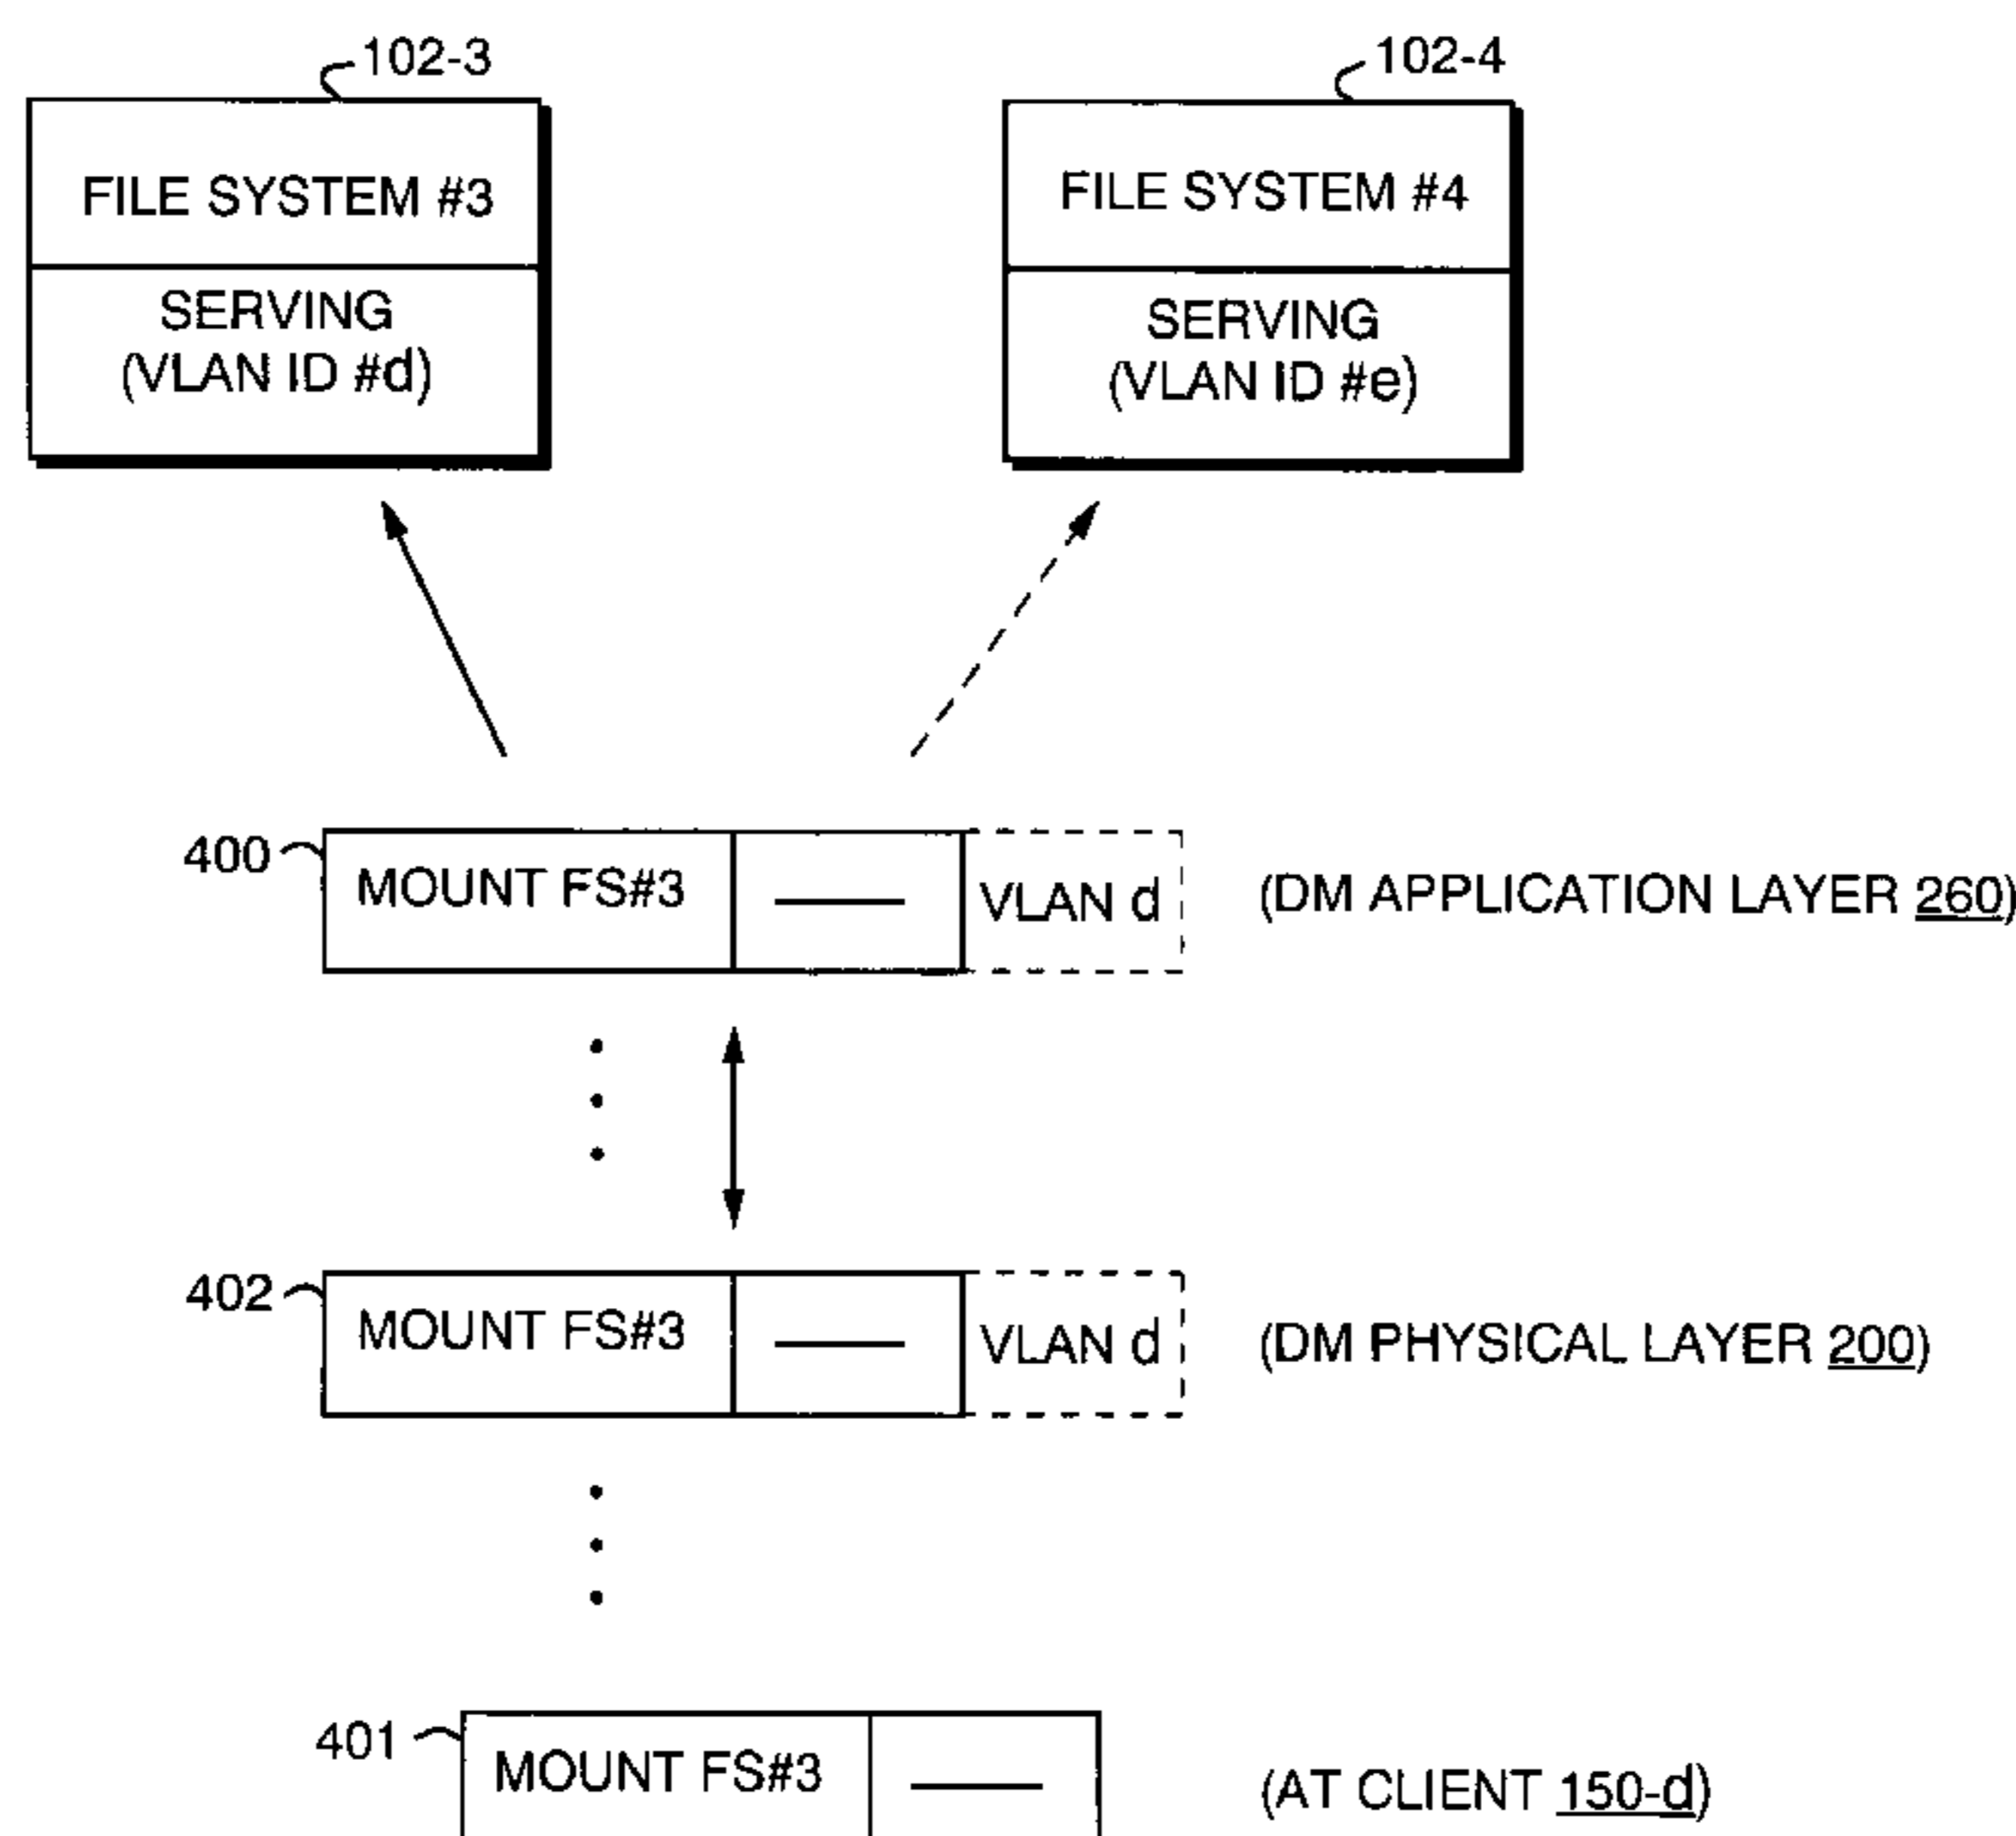 102-3
102-4
FILE SYSTEM #3
FILE SYSTEM #4
SERVING
(VLAN ID #d)
SERVING
(VLAN ID #e)
400
MOUNT FS#3
VLAN d
(DM APPLICATION LAYER 260)
402
MOUNT FS#3
VLAN d
(DM PHYSICAL LAYER 200)
401
MOUNT FS#3
(AT CLIENT 150-d)